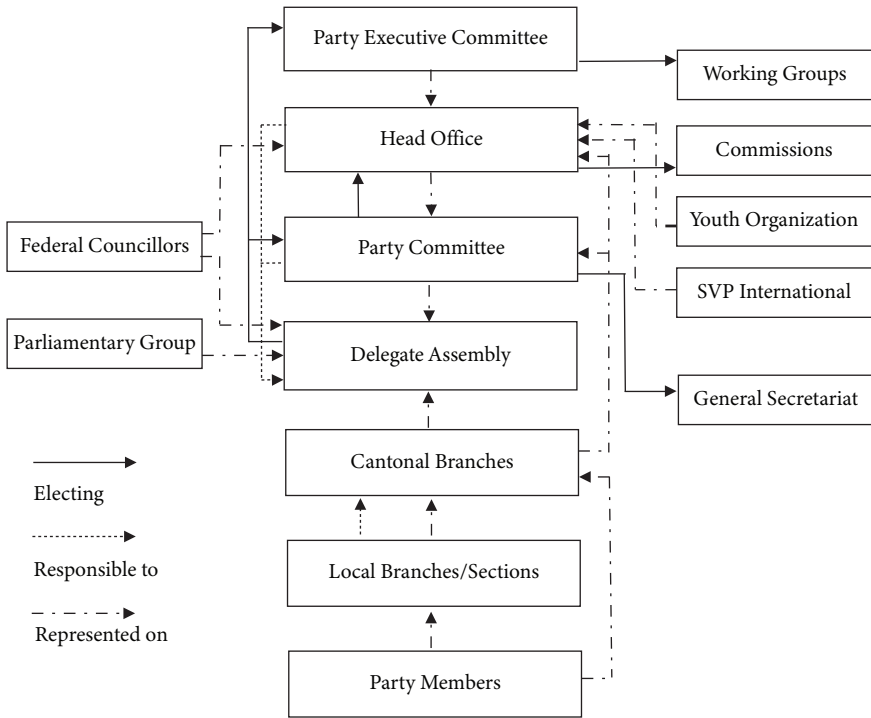 Party Executive Committee
Working Groups
Head Office
Commissions
Youth Organization
Federal Councillors
Party Committee
SVP International
Parliamentary Group
Delegate Assembly
General Secretariat
Cantonal Branches
Electing
Local Branches/Sections
Responsible to
Represented on
Party Members